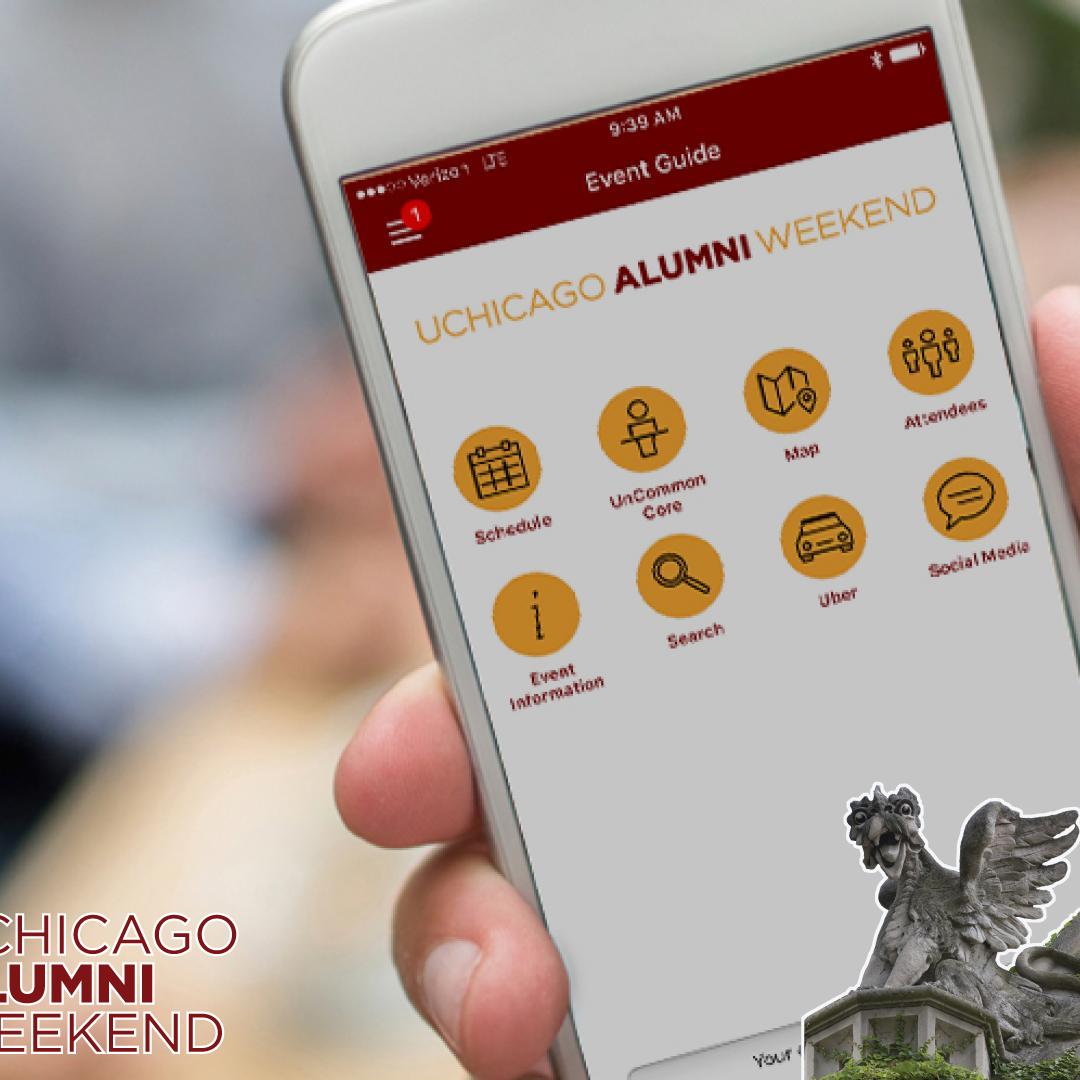 Verizon LTE
9:39 AM
Event Guide
1
UCHICAGO ALUMNI WEEKEND
Schedule
UnCommon
Core
Map
Attendees
Event
Information
Search
Uber
Social Media
Your
CHICAGO
LUMNI
EEKEND